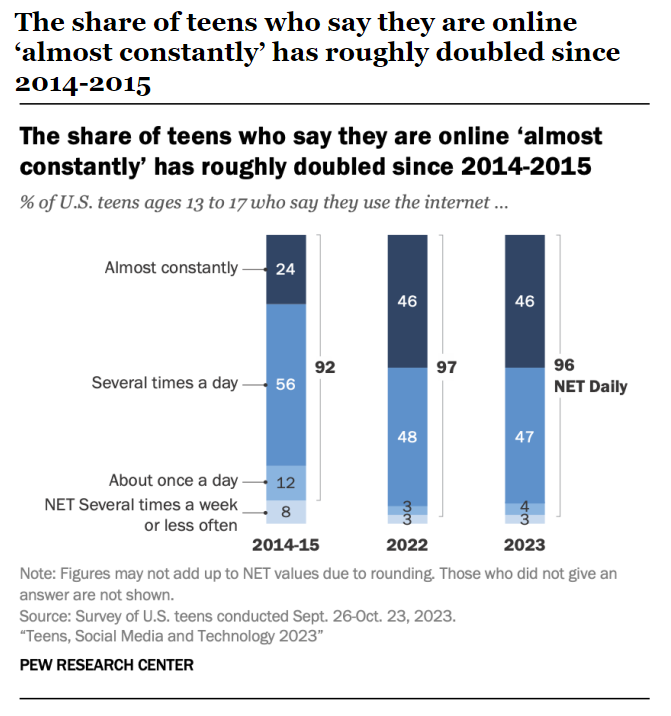 The share of teens who say they are online
‘almost constantly’ has roughly doubled since
2014-2015
The share of teens who say they are online ‘almost
constantly’ has roughly doubled since 2014-2015
% of U.S. teens ages 13 to 17 who say they use the internet ...
Almost constantly
24
46
46
92
97
96
NET Daily
Several times a day
56
48
47
About once a day
12
3
4
NET Several times a week
or less often
8
3
3
2014-15
2022
2023
Note: Figures may not add up to NET values due to rounding. Those who did not give an
answer are not shown.
Source: Survey of U.S. teens conducted Sept. 26-Oct. 23, 2023.
“Teens, Social Media and Technology 2023”
PEW RESEARCH CENTER